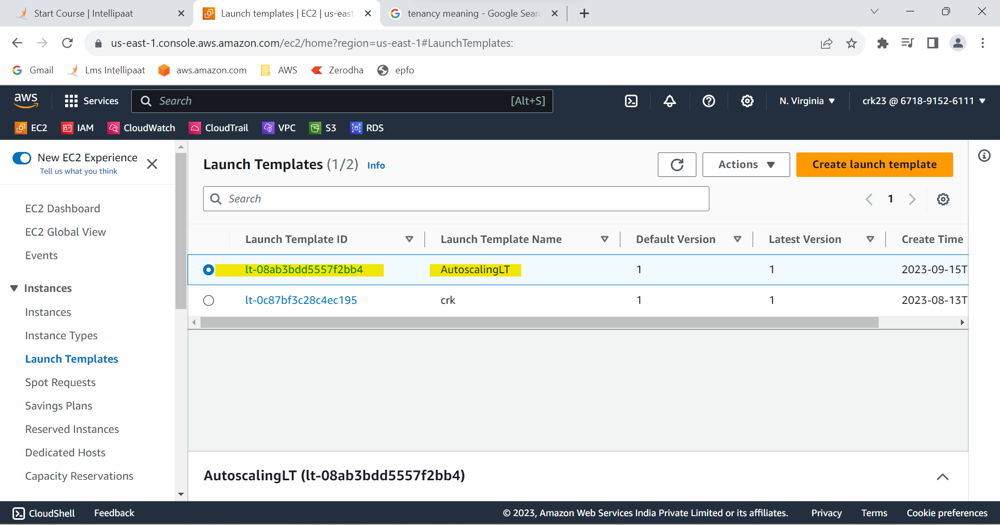 Start Course | Intellipaat
Launch templates | EC2 | us-east
tenancy meaning - Google Sear
us-east-1.console.aws.amazon.com/ec2/home?region=us-east-1#LaunchTemplates:
Gmail Lms Intellipaat aws.amazon.com AWS Zerodha epfo
aws Services Search [Alt+S] N. Virginia crk23 @ 6718-9152-6111
EC2 IAM CloudWatch CloudTrail VPC S3 RDS
New EC2 Experience
Tell us what you think
EC2 Dashboard
EC2 Global View
Events
Instances
Instances
Instance Types
Launch Templates
Spot Requests
Savings Plans
Reserved Instances
Dedicated Hosts
Capacity Reservations
Launch Templates (1/2) Info
Actions
Create launch template
Search
1
Launch Template ID Launch Template Name Default Version Latest Version Create Time
lt-08ab3bdd5557f2bb4 AutoscalingLT 1 1 2023-09-15T
lt-0c87bf3c28c4ec195 crk 1 1 2023-08-13T
AutoscalingLT (lt-08ab3bdd5557f2bb4)
CloudShell Feedback © 2023, Amazon Web Services India Private Limited or its affiliates. Privacy Terms Cookie preferences